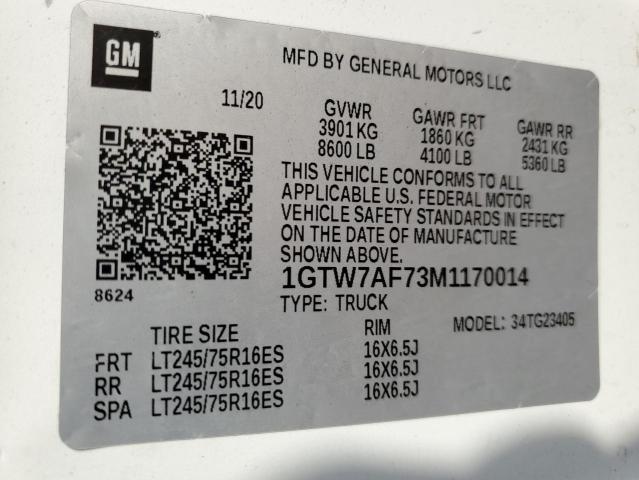 GM
MFD BY GENERAL MOTORS LLC
11/20
GVWR GAWR FRT GAWR RR
3901 KG 1860 KG 2431 KG
8600 LB 4100 LB 5360 LB
THIS VEHICLE CONFORMS TO ALL
APPLICABLE U.S. FEDERAL MOTOR
VEHICLE SAFETY STANDARDS IN EFFECT
ON THE DATE OF MANUFACTURE
SHOWN ABOVE.
8624
1GTW7AF73M1170014
TYPE: TRUCK MODEL: 34TG23405
TIRE SIZE RIM
FRT LT245/75R16ES 16X6.5J
RR LT245/75R16ES 16X6.5J
SPA LT245/75R16ES 16X6.5J